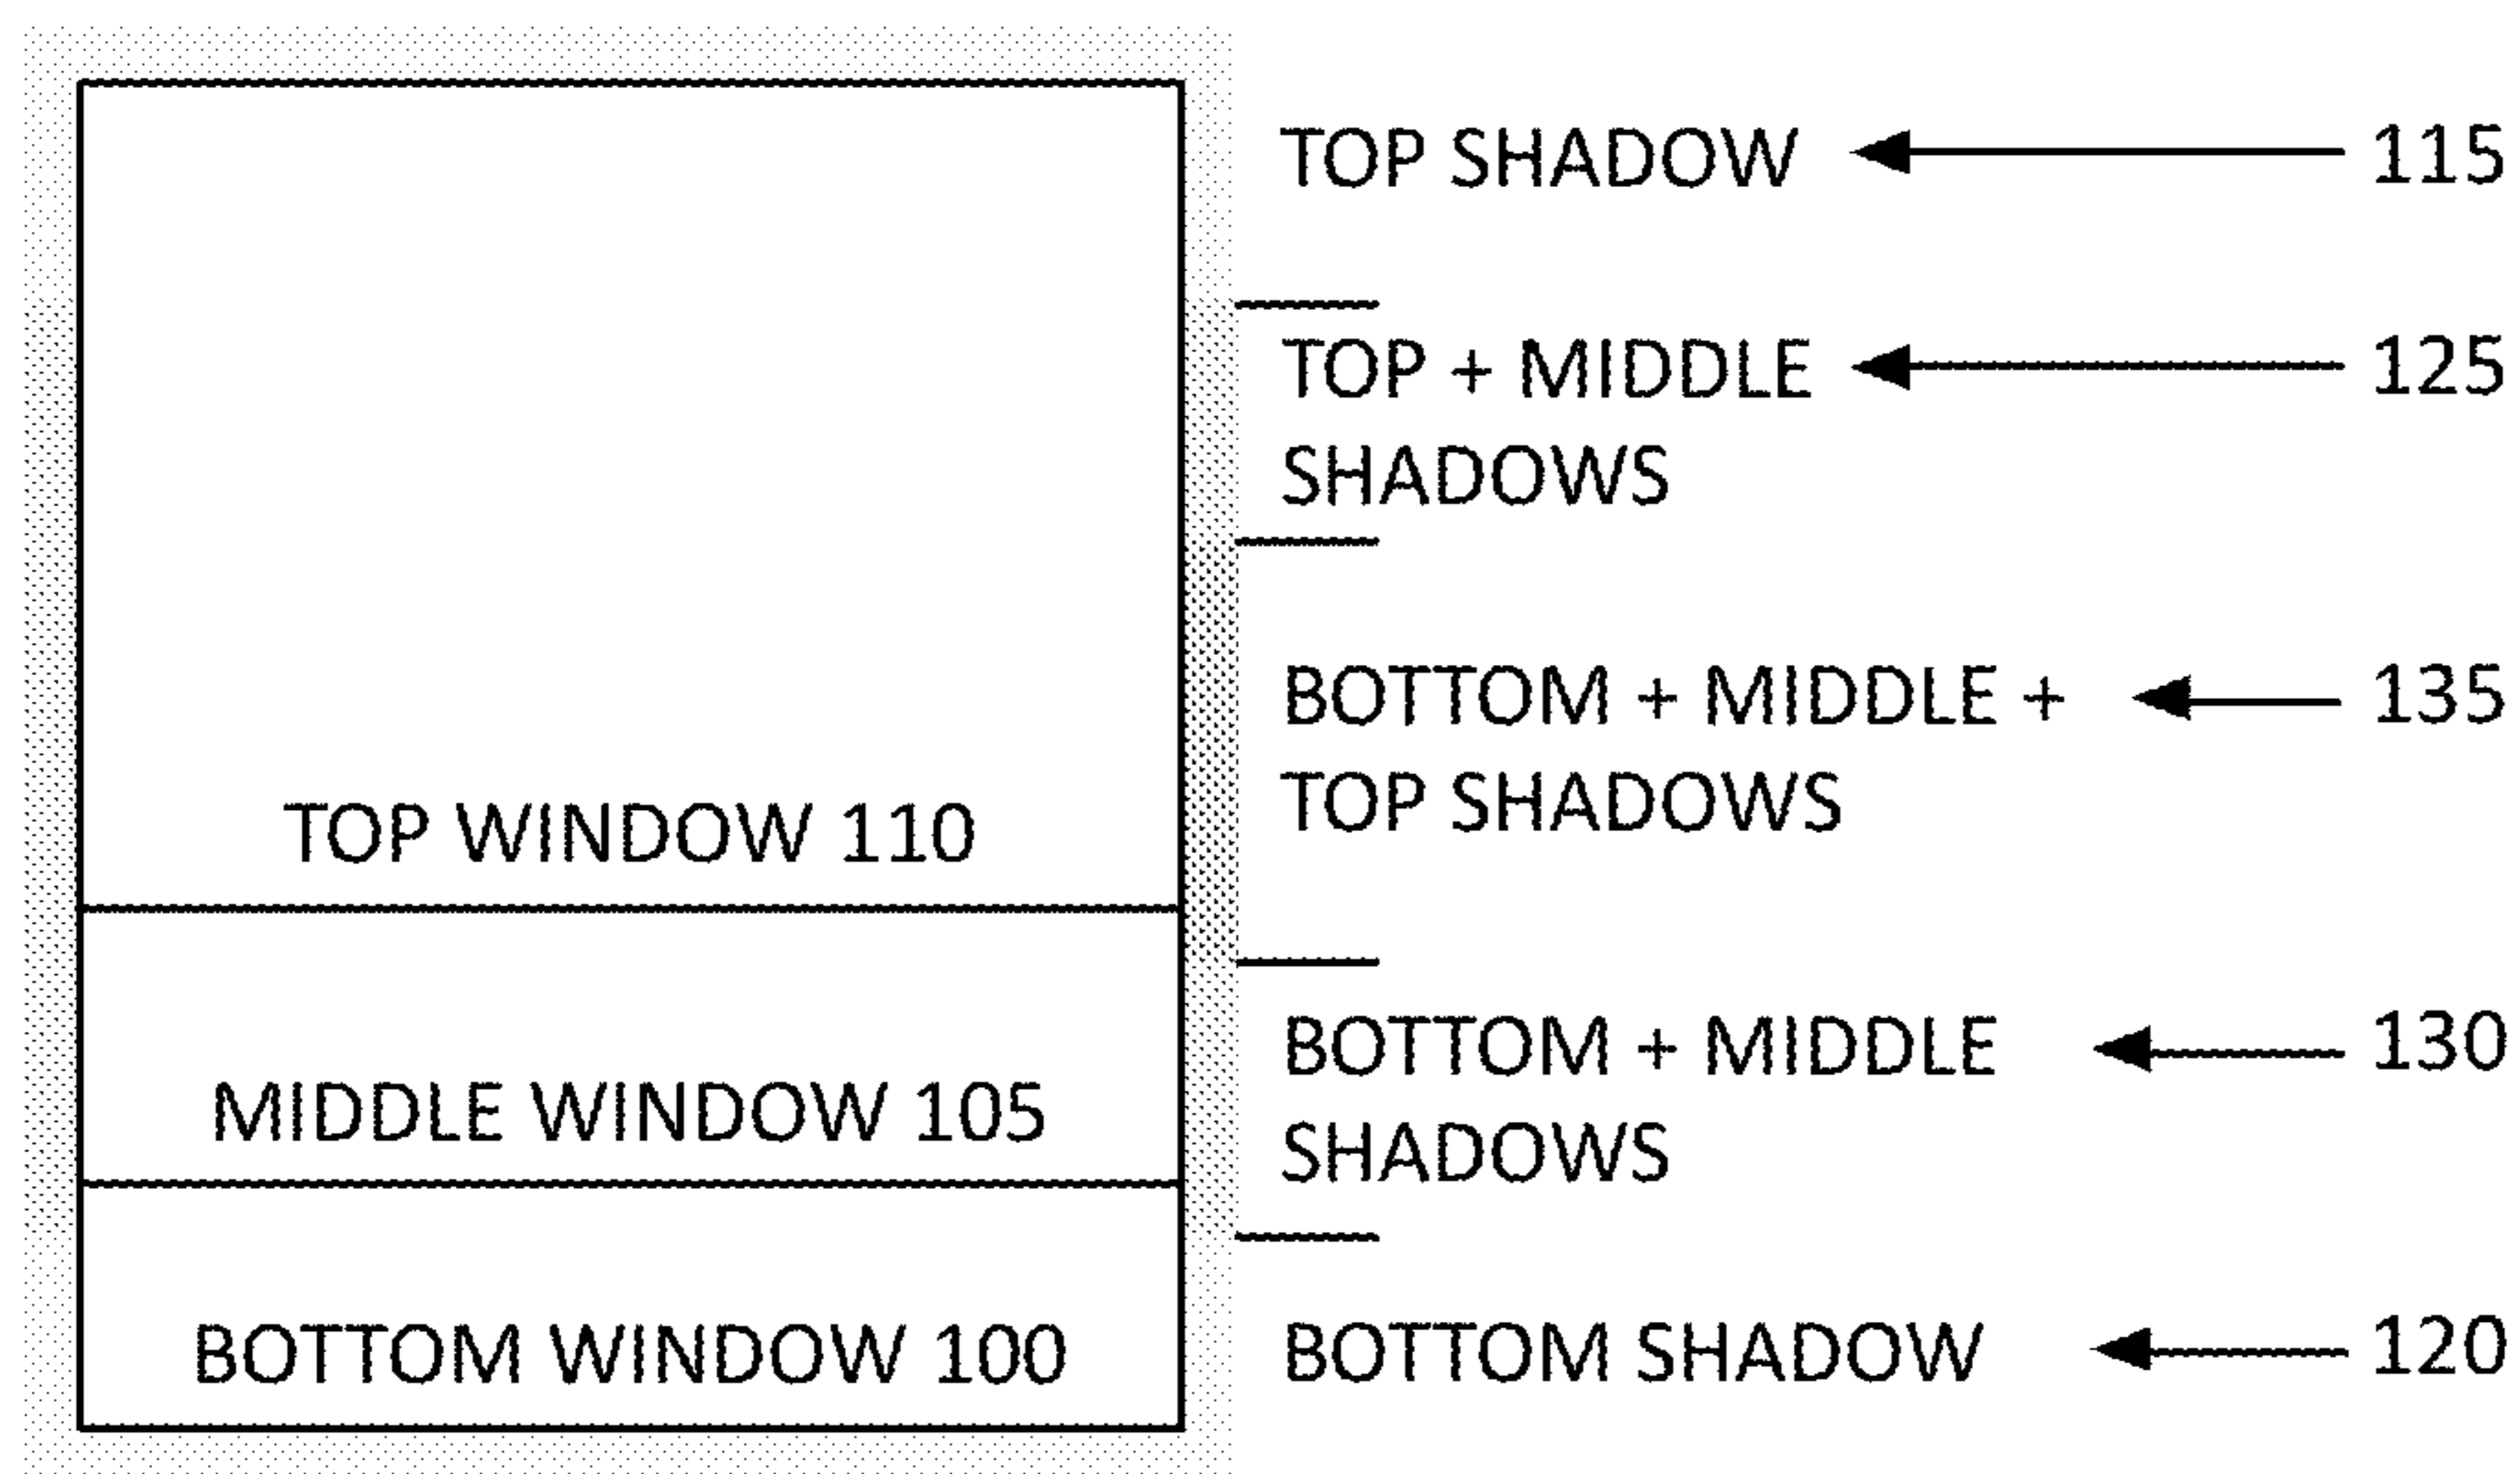 TOP SHADOW 115
TOP + MIDDLE 125
SHADOWS
BOTTOM + MIDDLE + 135
TOP SHADOWS
TOP WINDOW 110
BOTTOM + MIDDLE 130
MIDDLE WINDOW 105
SHADOWS
BOTTOM WINDOW 100
BOTTOM SHADOW 120